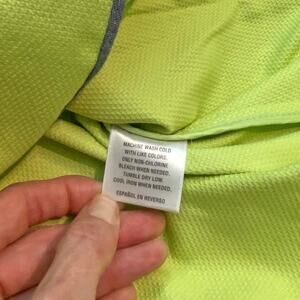 MACHINE WASH COLD
WITH LIKE COLORS.
ONLY NON-CHLORINE
BLEACH WHEN NEEDED.
TUMBLE DRY LOW.
COOL IRON WHEN NEEDED.
ESPAÑOL EN REVERSO